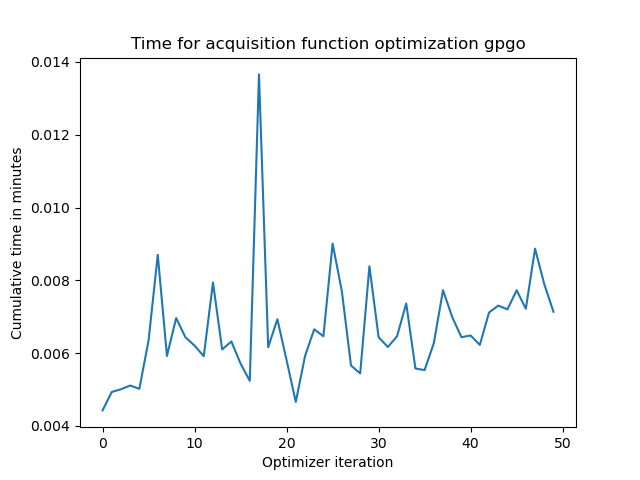 Time for acquisition function optimization gpgo
Cumulative time in minutes
0.014
0.012
0.010
0.008
0.006
0.004
0 10 20 30 40 50
Optimizer iteration